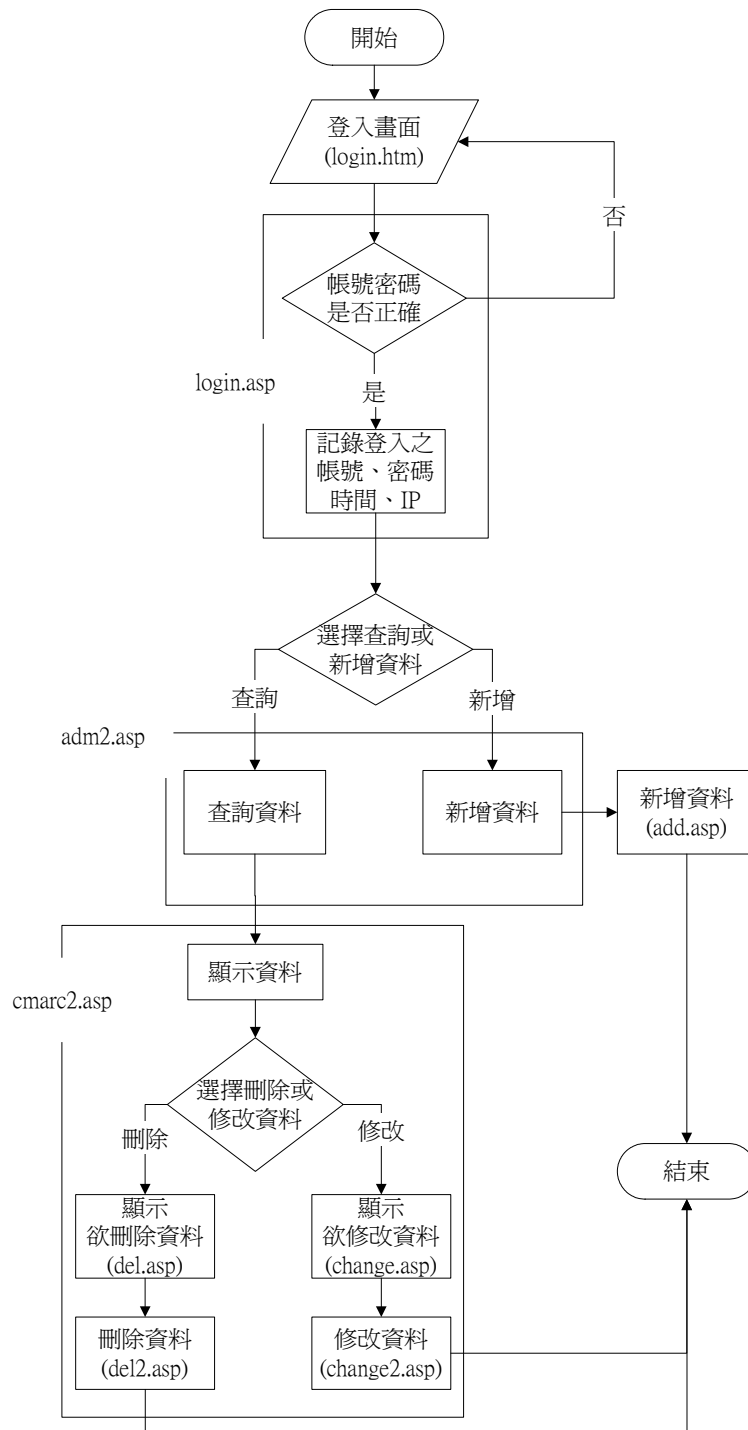 開始
登入畫面
(login.htm)
否
帳號密碼
是否正確
login.asp
是
記錄登入之
帳號、密碼
時間、IP
選擇查詢或
新增資料
查詢
新增
adm2.asp
查詢資料
新增資料
新增資料
(add.asp)
顯示資料
cmarc2.asp
選擇刪除或
修改資料
刪除
修改
結束
顯示
欲刪除資料
(del.asp)
顯示
欲修改資料
(change.asp)
刪除資料
(del2.asp)
修改資料
(change2.asp)